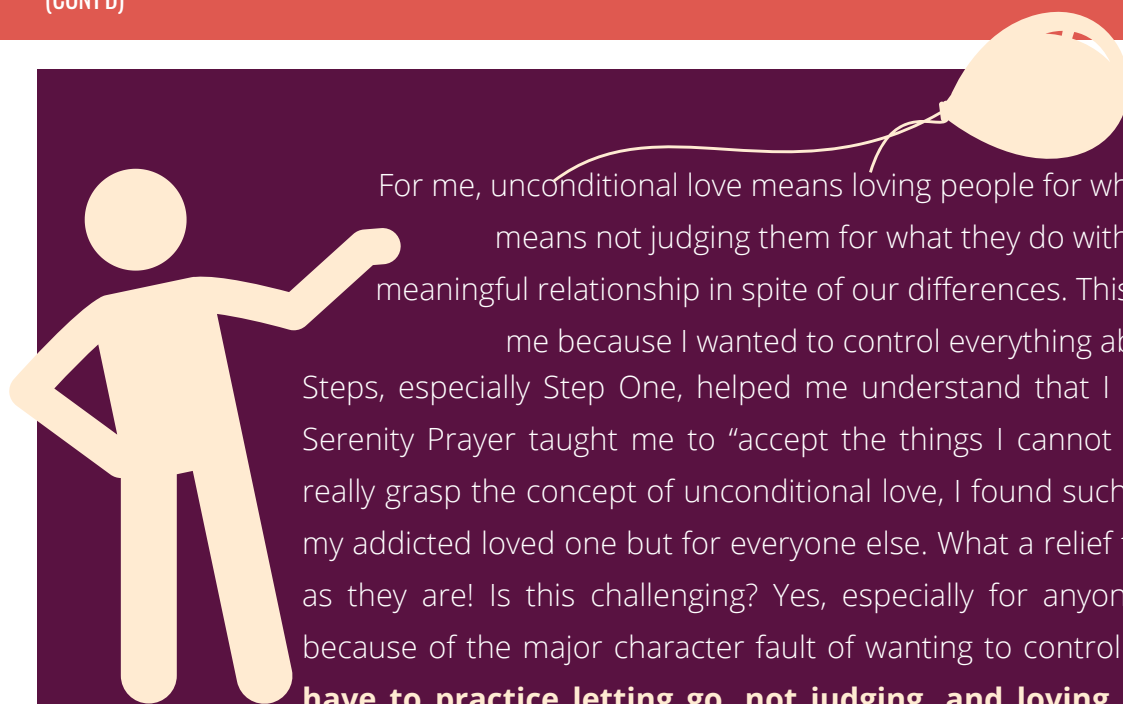 (CONT'D)
For me, unconditional love means loving people for
means not judging them for what they do with
meaningful relationship in spite of our differences. This
me because I wanted to control everything
Steps, especially Step One, helped me understand that I
Serenity Prayer taught me to “accept the things I cannot
really grasp the concept of unconditional love, I found such
my addicted loved one but for everyone else. What a relief
as they are! Is this challenging? Yes, especially for
because of the major character fault of wanting to control
have to practice letting go, not judging, and loving